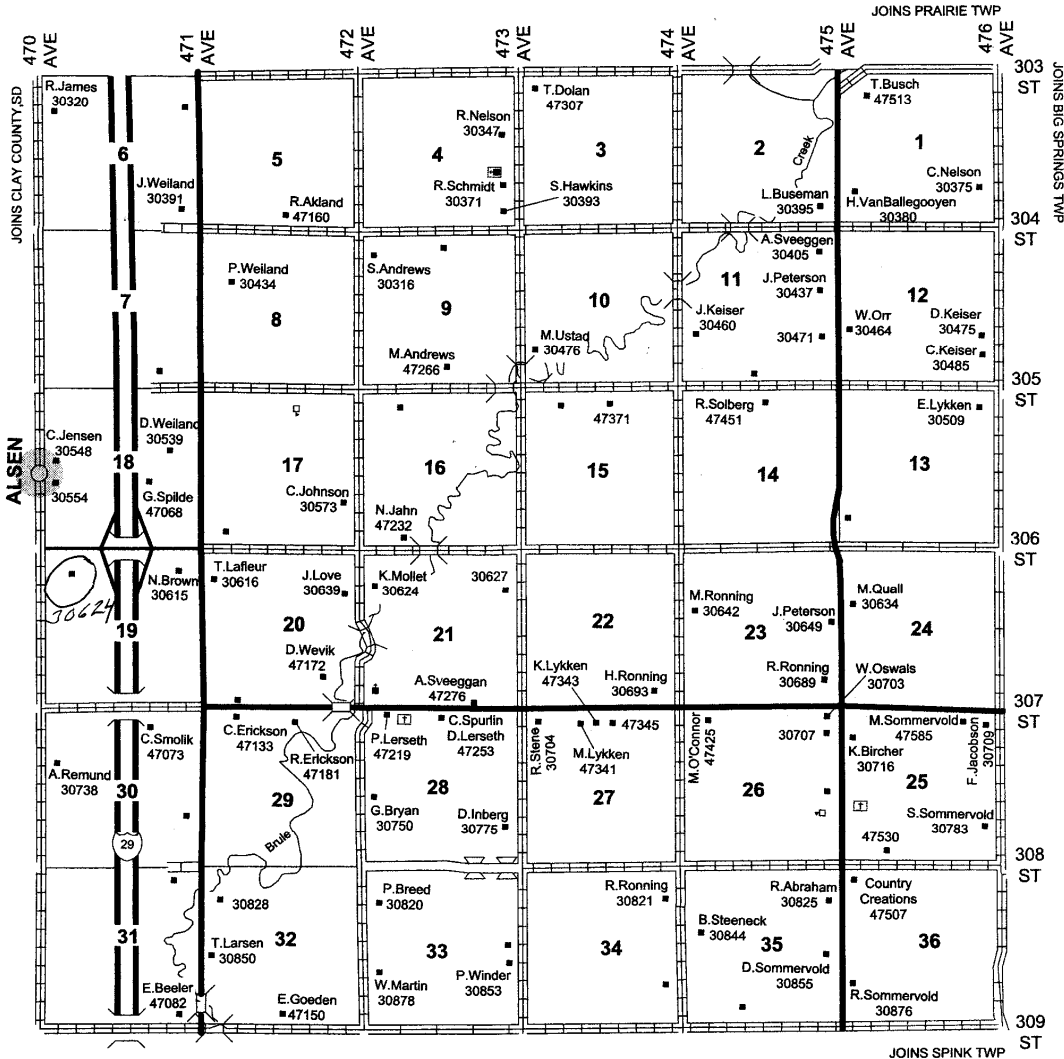 JOINS PRAIRIE TWP
470
AVE
471
AVE
472
AVE
473
AVE
474
AVE
475
AVE
476
AVE
303
ST
JOINS CLAY COUNTY,SD
JOINS BIG SPRINGS TWP
R.James
30320
6
J.Weiland
30391
5
R.Akland
47160
R.Nelson
30347
4
R.Schmidt
30371
S.Hawkins
30393
T.Dolan
47307
3
2
Creek
L.Buseman
30395
T.Busch
47513
1
C.Nelson
30375
H.VanBallegooyen
30380
304
ST
7
P.Weiland
30434
8
S.Andrews
30316
9
M.Andrews
47266
10
M.Ustad
30476
A.Sveeggen
30405
11
J.Peterson
30437
J.Keiser
30460
30471
12
W.Orr
30464
D.Keiser
30475
C.Keiser
30485
305
ST
ALSEN
C.Jensen
30548
30554
D.Weiland
30539
18
G.Spilde
47068
17
C.Johnson
30573
16
N.Jahn
47232
47371
15
R.Solberg
47451
14
E.Lykken
30509
13
306
ST
30624
N.Brown
30615
19
T.Lafleur
30616
J.Love
30639
20
D.Wevik
47172
K.Mollet
30624
30627
21
A.Sveeggan
47276
22
K.Lykken
47343
H.Ronning
30693
M.Ronning
30642
J.Peterson
30649
23
R.Ronning
30689
M.Quall
30634
24
W.Oswals
30703
307
ST
C.Smolik
47073
A.Remund
30738
30
29
C.Erickson
47133
R.Erickson
47181
29
Brule
P.Lerseth
47219
C.Spurlin
D.Lerseth
47253
28
G.Bryan
30750
D.Inberg
30775
R.Stene
30704
47345
M.Lykken
47341
27
M.O'Connor
47425
30707
26
M.Sommervold
47585
F.Jacobson
30709
K.Bircher
30716
25
S.Sommervold
30783
47530
308
ST
31
E.Beeler
47082
30828
T.Larsen
30850
32
E.Goeden
47150
P.Breed
30820
33
W.Martin
30878
P.Winder
30853
R.Ronning
30821
34
R.Abraham
30825
B.Steeneck
30844
35
D.Sommervold
30855
Country
Creations
47507
36
R.Sommervold
30876
309
ST
JOINS SPINK TWP